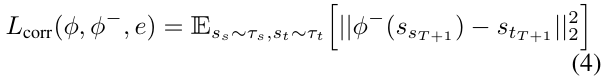 L_corr(ϕ, ϕ⁻, e) = 𝔼_{s_s∼τ_s, s_t∼τ_t}[||ϕ⁻(s_{s_{T+1}}) − s_{t_{T+1}}||₂²]
(4)